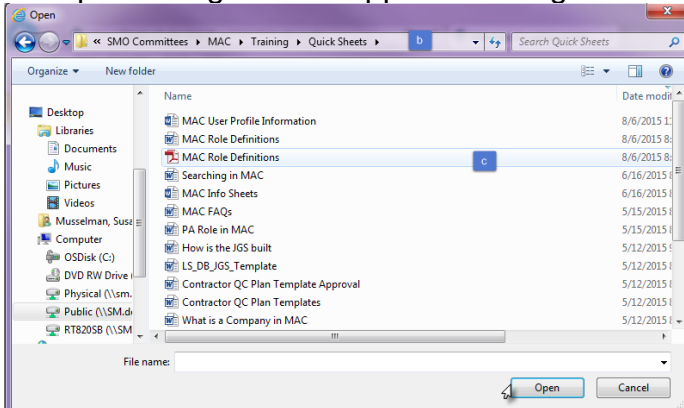 Open
« SMO Committees ▸ MAC ▸ Training ▸ Quick Sheets ▸
b
Search Quick Sheets
Organize ▾ New folder
Name
Date modif
Desktop
Libraries
Documents
Music
Pictures
Videos
Musselman, Susa
Computer
OSDisk (C:)
DVD RW Drive
Physical (\\sm.
Public (\\SM.d
RT820SB (\\SM
MAC User Profile Information
8/6/2015 1
MAC Role Definitions
8/6/2015 8:
MAC Role Definitions
c
8/6/2015 8:
Searching in MAC
6/16/2015
MAC Info Sheets
6/16/2015
MAC FAQs
5/15/2015
PA Role in MAC
5/15/2015
How is the JGS built
5/12/2015
LS_DB_JGS_Template
5/12/2015
Contractor QC Plan Template Approval
5/12/2015
Contractor QC Plan Templates
5/12/2015
What is a Company in MAC
5/12/2015
File name:
Open
Cancel